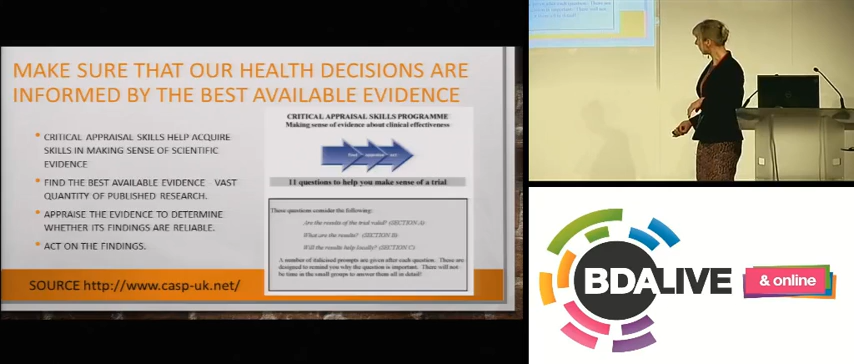 MAKE SURE THAT OUR HEALTH DECISIONS ARE
INFORMED BY THE BEST AVAILABLE EVIDENCE
• CRITICAL APPRAISAL SKILLS HELP ACQUIRE
SKILLS IN MAKING SENSE OF SCIENTIFIC
EVIDENCE
• FIND THE BEST AVAILABLE EVIDENCE - VAST
QUANTITY OF PUBLISHED RESEARCH.
• APPRAISE THE EVIDENCE TO DETERMINE
WHETHER ITS FINDINGS ARE RELIABLE.
• ACT ON THE FINDINGS.
SOURCE http://www.casp-uk.net/
CRITICAL APPRAISAL SKILLS PROGRAMME
Making sense of evidence about clinical effectiveness
11 questions to help you make sense of a trial
These questions consider the following:
Are the results of the trial valid? (SECTION A)
What are the results? (SECTION B)
Will the results help locally? (SECTION C)
A number of italicised prompts are given after each question. These are
designed to remind you why the question is important. There will not
be time in the small groups to answer them all in detail!
BDALIVE & online